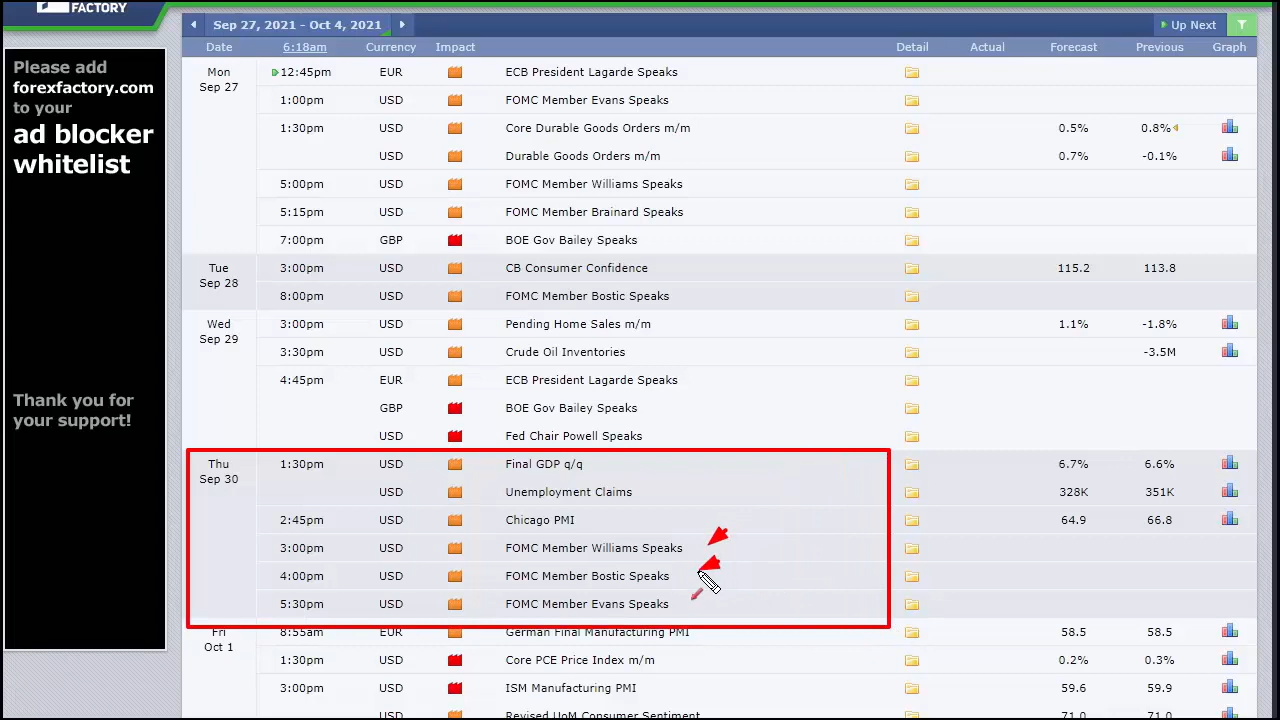 FACTORY
Please add
forexfactory.com
to your
ad blocker
whitelist
Thank you for
your support!
Sep 27, 2021 - Oct 4, 2021 Up Next
Date 6:18am Currency Impact Detail Actual Forecast Previous Graph
Mon
Sep 27
12:45pm EUR ECB President Lagarde Speaks
1:00pm USD FOMC Member Evans Speaks
1:30pm USD Core Durable Goods Orders m/m 0.5% 0.8%
USD Durable Goods Orders m/m 0.7% -0.1%
5:00pm USD FOMC Member Williams Speaks
5:15pm USD FOMC Member Brainard Speaks
7:00pm GBP BOE Gov Bailey Speaks
Tue
Sep 28
3:00pm USD CB Consumer Confidence 115.2 113.8
8:00pm USD FOMC Member Bostic Speaks
Wed
Sep 29
3:00pm USD Pending Home Sales m/m 1.1% -1.8%
3:30pm USD Crude Oil Inventories -3.5M
4:45pm EUR ECB President Lagarde Speaks
GBP BOE Gov Bailey Speaks
USD Fed Chair Powell Speaks
Thu
Sep 30
1:30pm USD Final GDP q/q 6.7% 6.6%
USD Unemployment Claims 328K 351K
2:45pm USD Chicago PMI 64.9 66.8
3:00pm USD FOMC Member Williams Speaks
4:00pm USD FOMC Member Bostic Speaks
5:30pm USD FOMC Member Evans Speaks
Fri
Oct 1
8:55am EUR German Final Manufacturing PMI 58.5 58.5
1:30pm USD Core PCE Price Index m/m 0.2% 0.3%
3:00pm USD ISM Manufacturing PMI 59.6 59.9
USD Revised UoM Consumer Sentiment 71.0 71.0